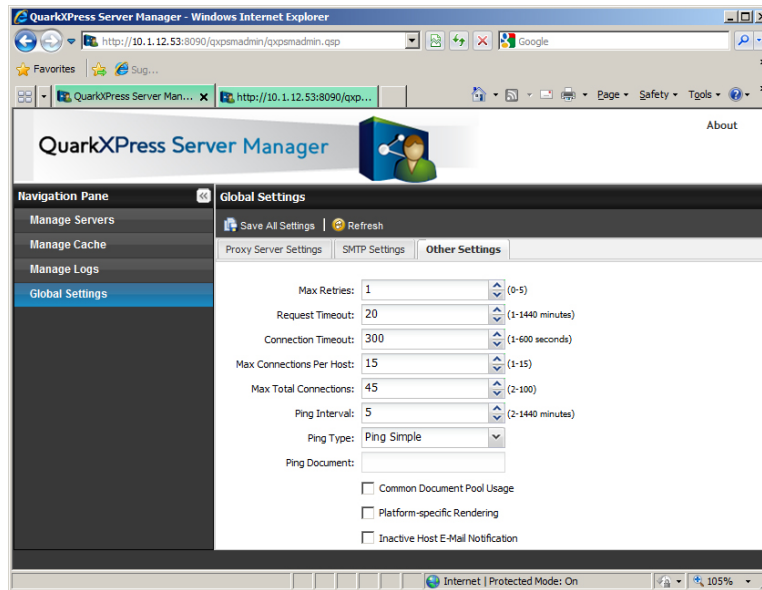 QuarkXPress Server Manager - Windows Internet Explorer
http://10.1.12.53:8090/qxpsmadmin/qxpsmadmin.qsp
Google
Favorites Sug...
QuarkXPress Server Man... X http://10.1.12.53:8090/qxp... Page Safety Tools
About
QuarkXPress Server Manager
Navigation Pane
Global Settings
Manage Servers
Manage Cache
Manage Logs
Global Settings
Save All Settings Refresh
Proxy Server Settings SMTP Settings Other Settings
Max Retries: 1 (0-5)
Request Timeout: 20 (1-1440 minutes)
Connection Timeout: 300 (1-600 seconds)
Max Connections Per Host: 15 (1-15)
Max Total Connections: 45 (2-100)
Ping Interval: 5 (2-1440 minutes)
Ping Type: Ping Simple
Ping Document:
Common Document Pool Usage
Platform-specific Rendering
Inactive Host E-Mail Notification
Internet | Protected Mode: On 105%